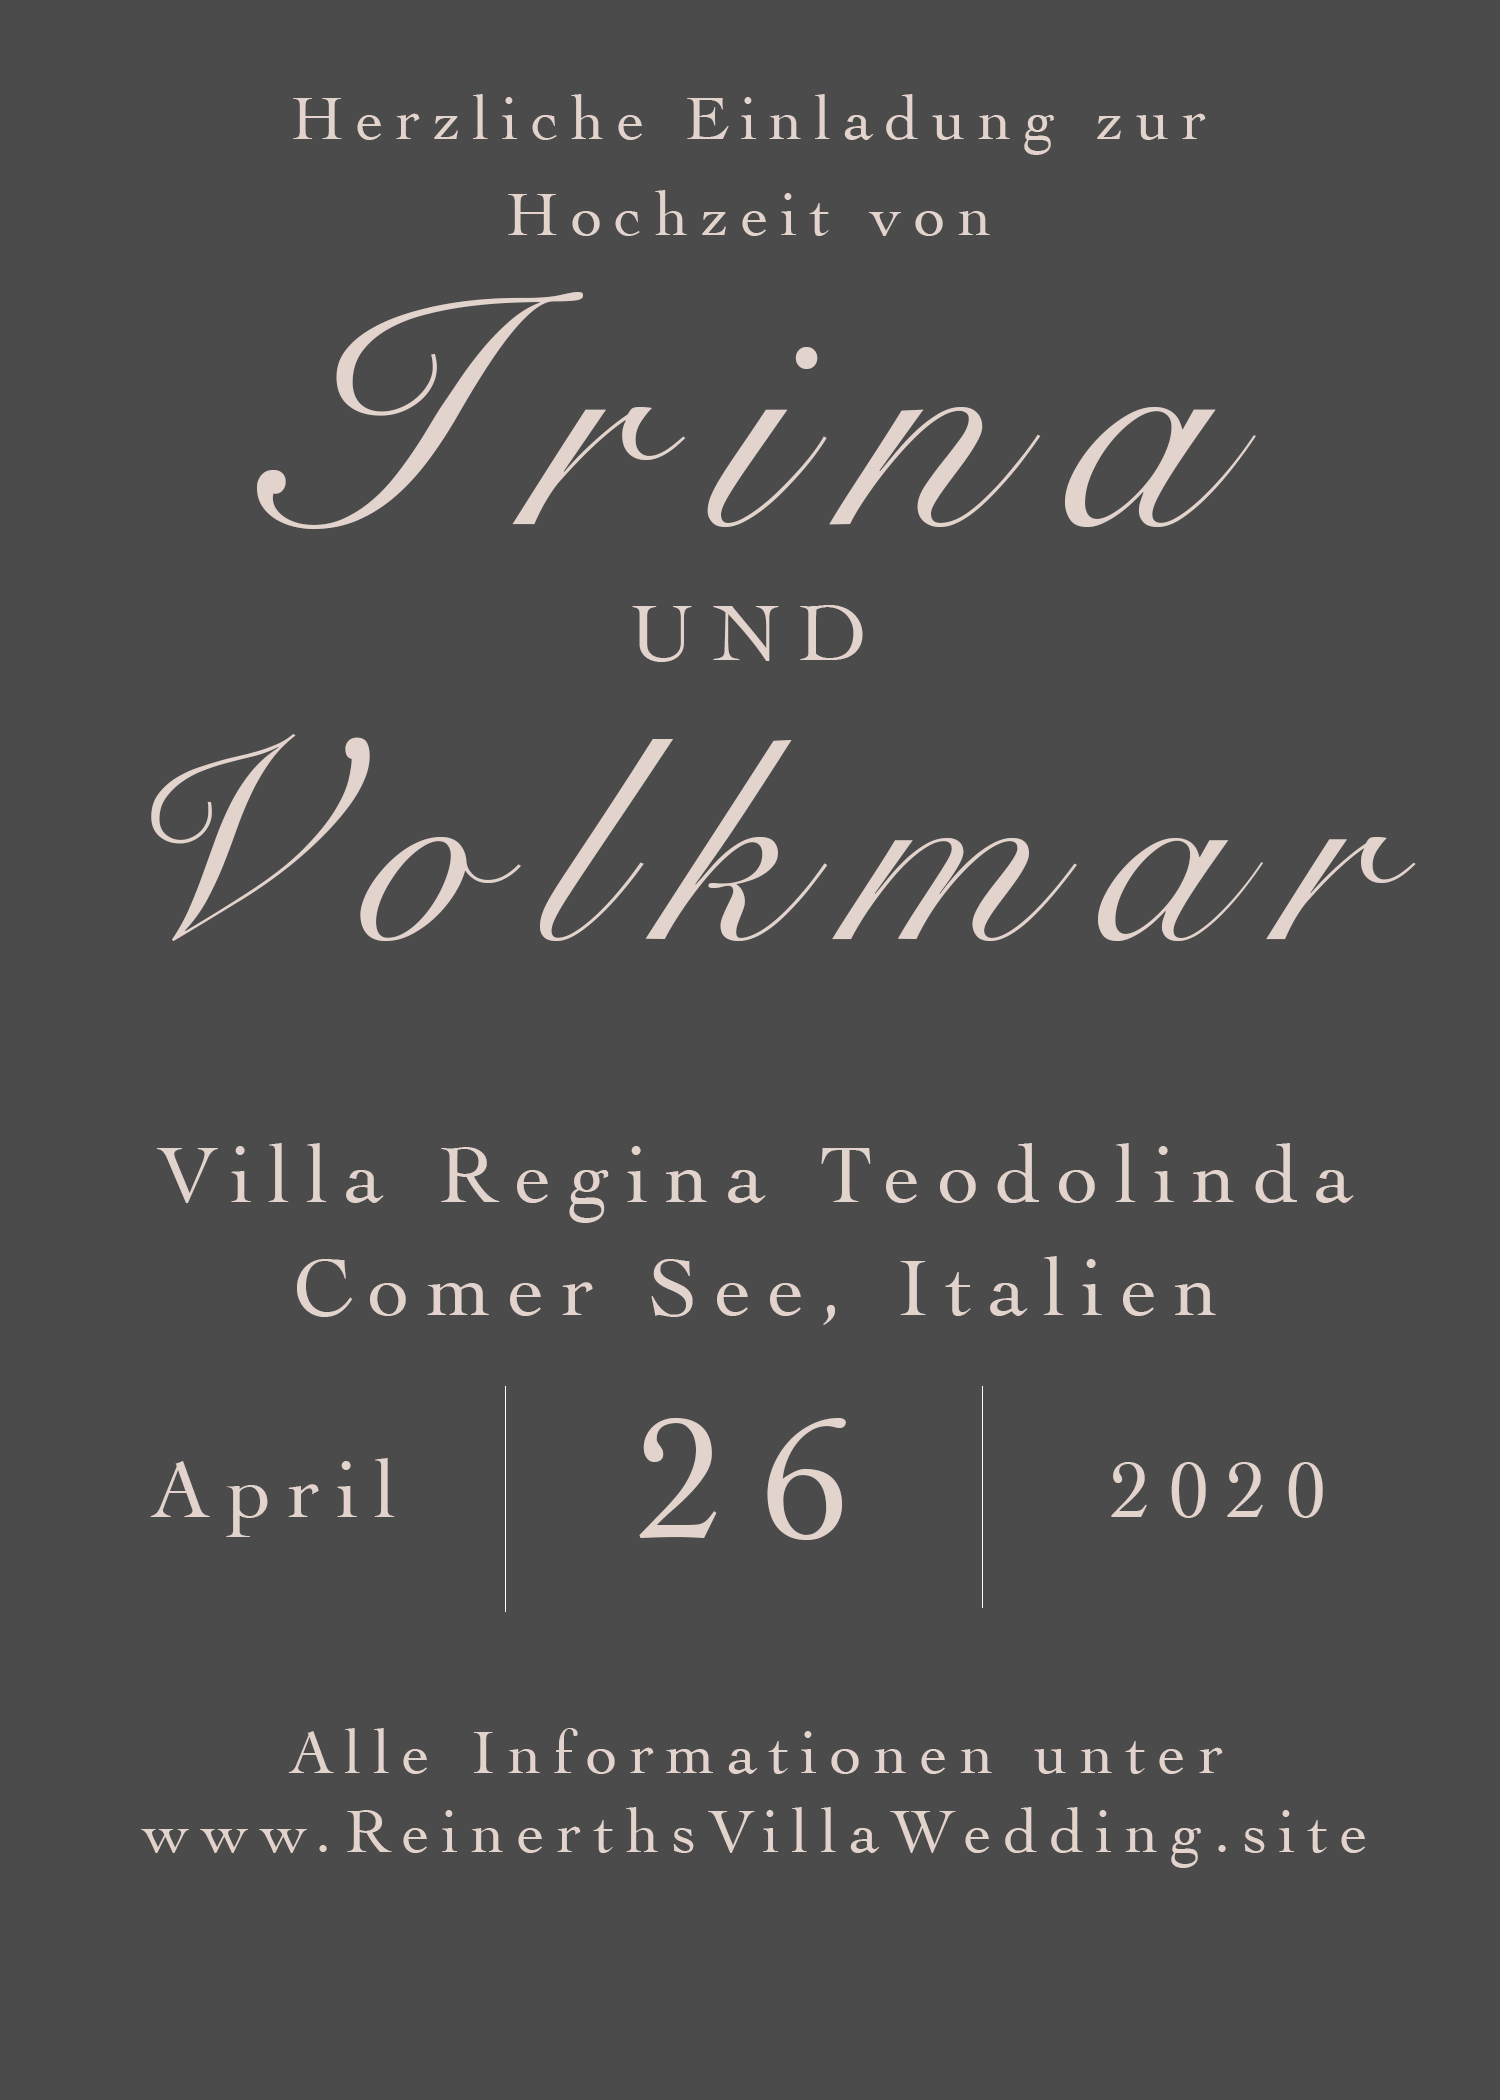 Herzliche Einladung zur
Hochzeit von
Irina
UND
Volkmar
Villa Regina Teodolinda
Comer See, Italien
April 26 2020
Alle Informationen unter
www.ReinerthsVillaWedding.site